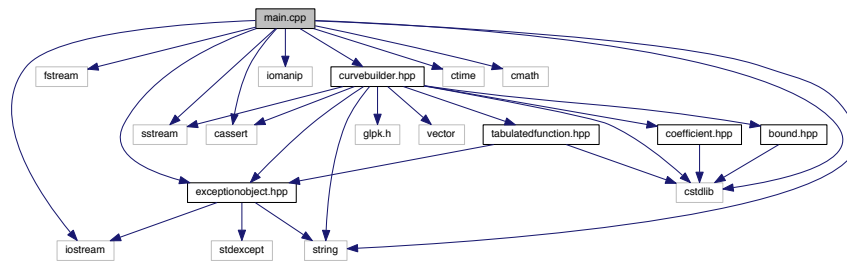 main.cpp
fstream
iomanip
curvebuilder.hpp
ctime
cmath
sstream
cassert
glpk.h
vector
tabulatedfunction.hpp
coefficient.hpp
bound.hpp
exceptionobject.hpp
cstdlib
iostream
stdexcept
string